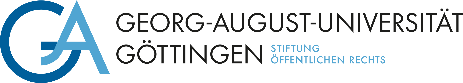 GEORG-AUGUST-UNIVERSITÄT
GÖTTINGEN STIFTUNG
ÖFFENTLICHEN RECHTS